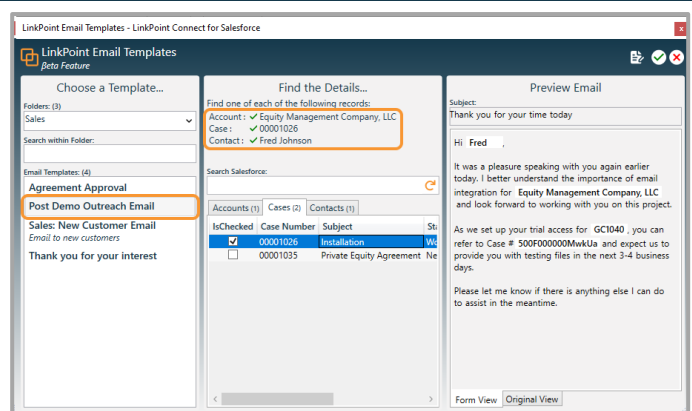 LinkPoint Email Templates - LinkPoint Connect for Salesforce
x
LinkPoint Email Templates
βeta Feature
Choose a Template...
Folders: (3)
Sales
Search within Folder:
Email Templates: (4)
Agreement Approval
Post Demo Outreach Email
Sales: New Customer Email
Email to new customers
Thank you for your interest
Find the Details...
Find one of each of the following records:
Account : ✓ Equity Management Company, LLC
Case : ✓ 00001026
Contact : ✓ Fred Johnson
Search Salesforce:
Accounts (1) Cases (2) Contacts (1)
IsChecked Case Number Subject Sta
00001026 Installation Wo
00001035 Private Equity Agreement Ne
Preview Email
Subject:
Thank you for your time today
Hi Fred ,
It was a pleasure speaking with you again earlier
today. I better understand the importance of email
integration for Equity Management Company, LLC
and look forward to working with you on this project.
As we set up your trial access for GC1040 , you can
refer to Case # 500F000000MwkUa and expect us to
provide you with testing files in the next 3-4 business
days.
Please let me know if there is anything else I can do
to assist in the meantime.
Form View Original View